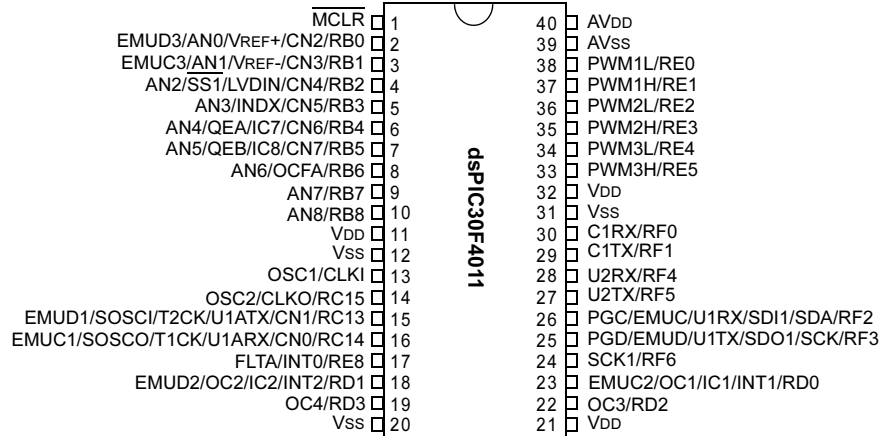 MCLR 1
EMUD3/AN0/VREF+/CN2/RB0 2
EMUC3/AN1/VREF-/CN3/RB1 3
AN2/SS1/LVDIN/CN4/RB2 4
AN3/INDX/CN5/RB3 5
AN4/QEA/IC7/CN6/RB4 6
AN5/QEB/IC8/CN7/RB5 7
AN6/OCFA/RB6 8
AN7/RB7 9
AN8/RB8 10
VDD 11
VSS 12
OSC1/CLKI 13
OSC2/CLKO/RC15 14
EMUD1/SOSCI/T2CK/U1ATX/CN1/RC13 15
EMUC1/SOSCO/T1CK/U1ARX/CN0/RC14 16
FLTA/INT0/RE8 17
EMUD2/OC2/IC2/INT2/RD1 18
OC4/RD3 19
VSS 20
dsPIC30F4011
40 AVDD
39 AVSS
38 PWM1L/RE0
37 PWM1H/RE1
36 PWM2L/RE2
35 PWM2H/RE3
34 PWM3L/RE4
33 PWM3H/RE5
32 VDD
31 VSS
30 C1RX/RF0
29 C1TX/RF1
28 U2RX/RF4
27 U2TX/RF5
26 PGC/EMUC/U1RX/SDI1/SDA/RF2
25 PGD/EMUD/U1TX/SDO1/SCK/RF3
24 SCK1/RF6
23 EMUC2/OC1/IC1/INT1/RD0
22 OC3/RD2
21 VDD